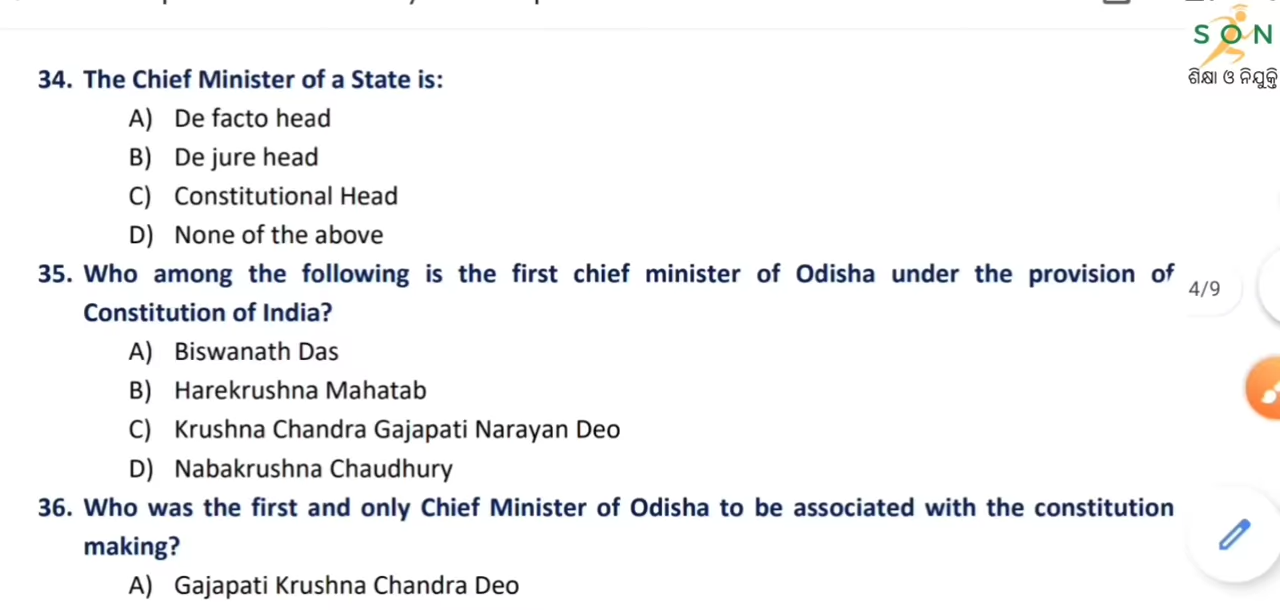 SON
ଶିକ୍ଷା ଓ ନିଯୁକ୍ତି
34. The Chief Minister of a State is:
A) De facto head
B) De jure head
C) Constitutional Head
D) None of the above
35. Who among the following is the first chief minister of Odisha under the provision of
Constitution of India?
4/9
A) Biswanath Das
B) Harekrushna Mahatab
C) Krushna Chandra Gajapati Narayan Deo
D) Nabakrushna Chaudhury
36. Who was the first and only Chief Minister of Odisha to be associated with the constitution
making?
A) Gajapati Krushna Chandra Deo